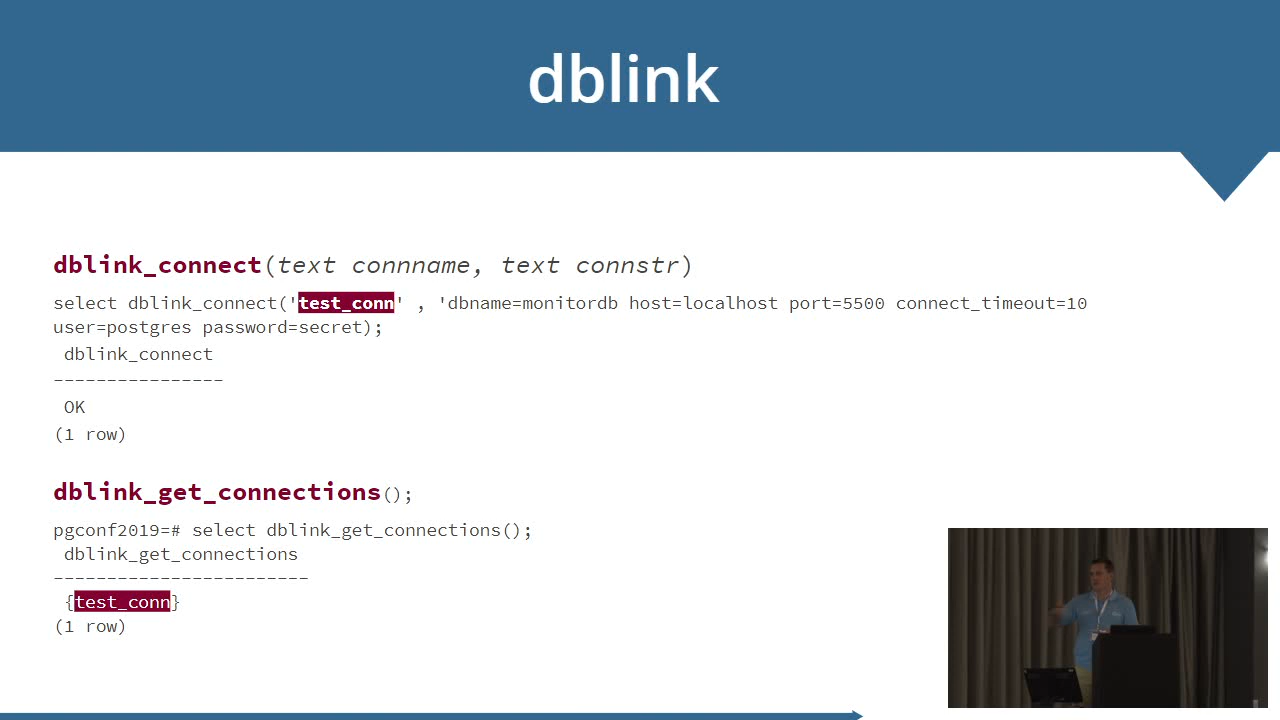 dblink
dblink_connect(text connname, text connstr)
select dblink_connect('test_conn' , 'dbname=monitordb host=localhost port=5500 connect_timeout=10
user=postgres password=secret);
dblink_connect
----------------
OK
(1 row)
dblink_get_connections();
pgconf2019=# select dblink_get_connections();
dblink_get_connections
------------------------
{test_conn}
(1 row)